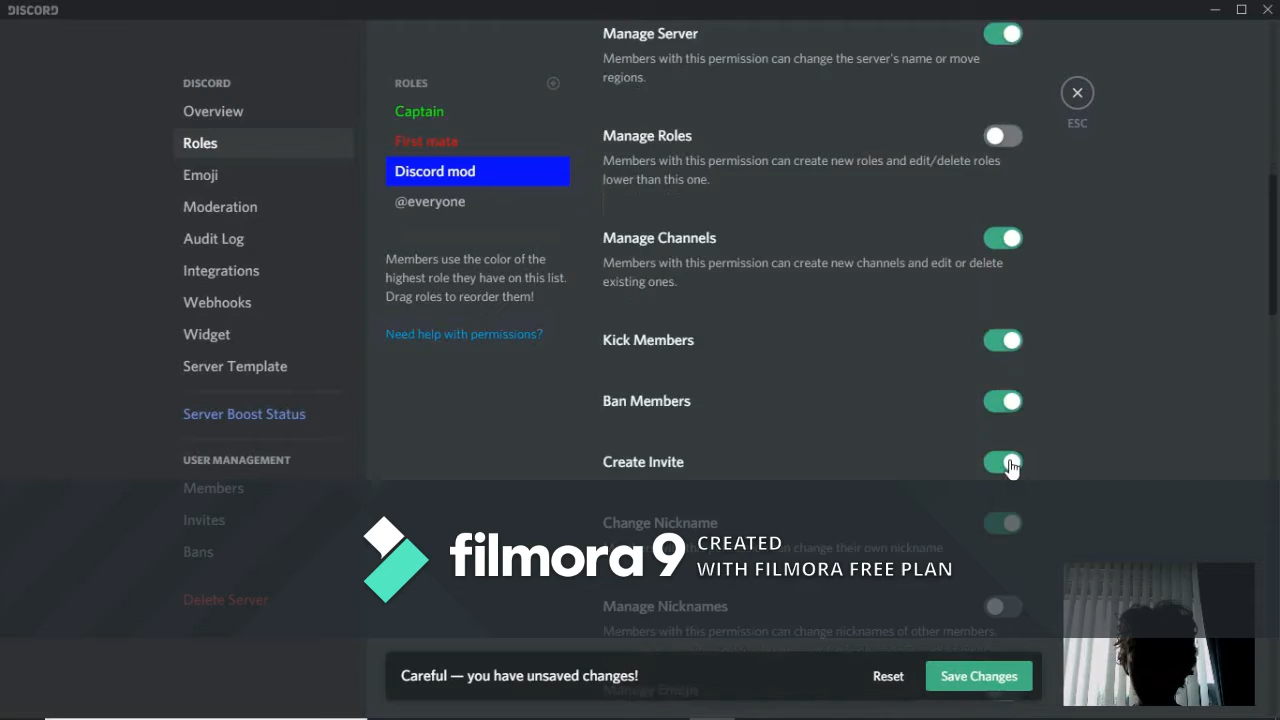 DISCORD
DISCORD
Overview
Roles
Emoji
Moderation
Audit Log
Integrations
Webhooks
Widget
Server Template
Server Boost Status
USER MANAGEMENT
Members
Invites
Bans
Delete Server
ROLES
Captain
First mate
Discord mod
@everyone
Members use the color of the
highest role they have on this list.
Drag roles to reorder them!
Need help with permissions?
Manage Server
Members with this permission can change the server's name or move
regions.
Manage Roles
Members with this permission can create new roles and edit/delete roles
lower than this one.
Manage Channels
Members with this permission can create new channels and edit or delete
existing ones.
Kick Members
Ban Members
Create Invite
Change Nickname
can change their own nickname
Manage Nicknames
Members with this permission can change nicknames of other members.
Manage Emojis
ESC
filmora 9
CREATED
WITH FILMORA FREE PLAN
Careful — you have unsaved changes!
Reset
Save Changes